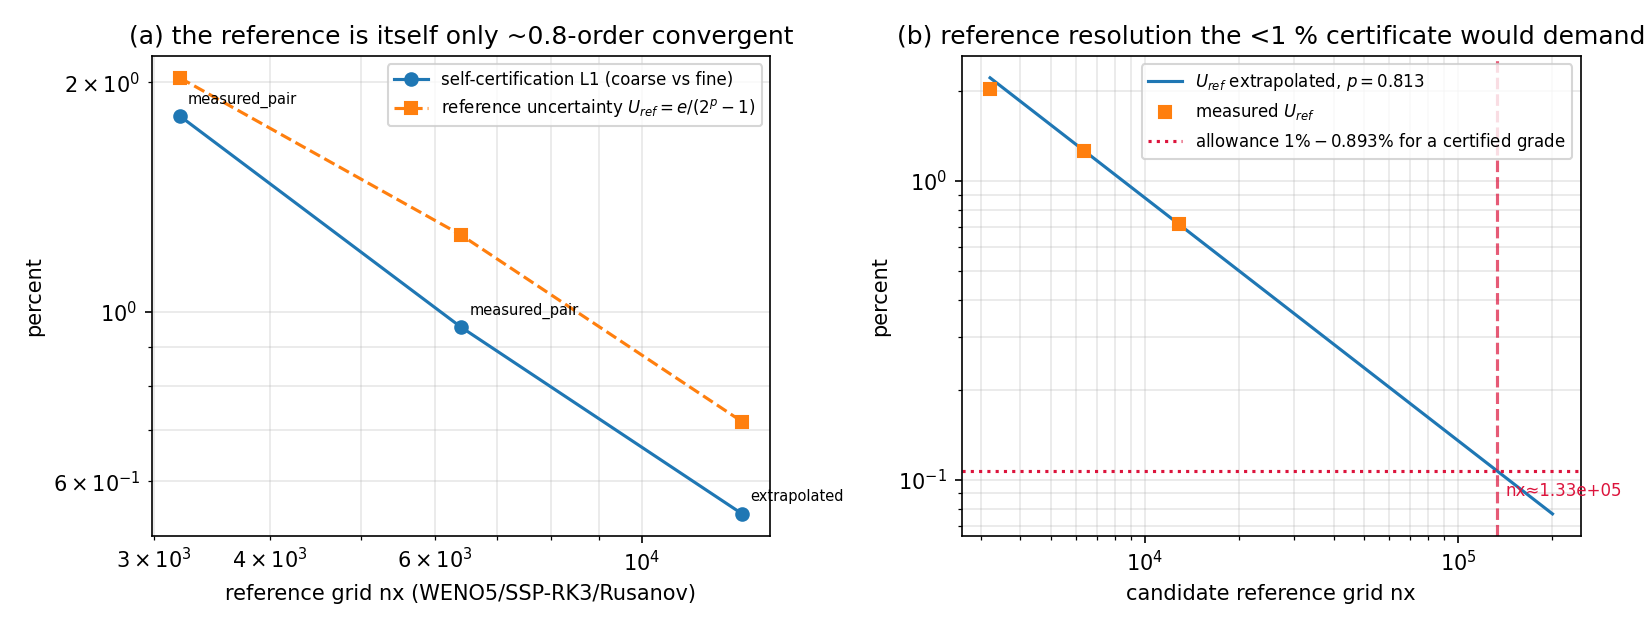 (a) the reference is itself only ~0.8-order convergent
self-certification L1 (coarse vs fine)
reference uncertainty U_ref = e/(2^p − 1)
measured_pair
measured_pair
extrapolated
2 × 10⁰
10⁰
6 × 10⁻¹
percent
3 × 10³
4 × 10³
6 × 10³
10⁴
reference grid nx (WENO5/SSP-RK3/Rusanov)
(b) reference resolution the <1 % certificate would demand
U_ref extrapolated, p = 0.813
measured U_ref
allowance 1% − 0.893% for a certified grade
nx≈1.33e+05
10⁰
10⁻¹
percent
10⁴
10⁵
candidate reference grid nx